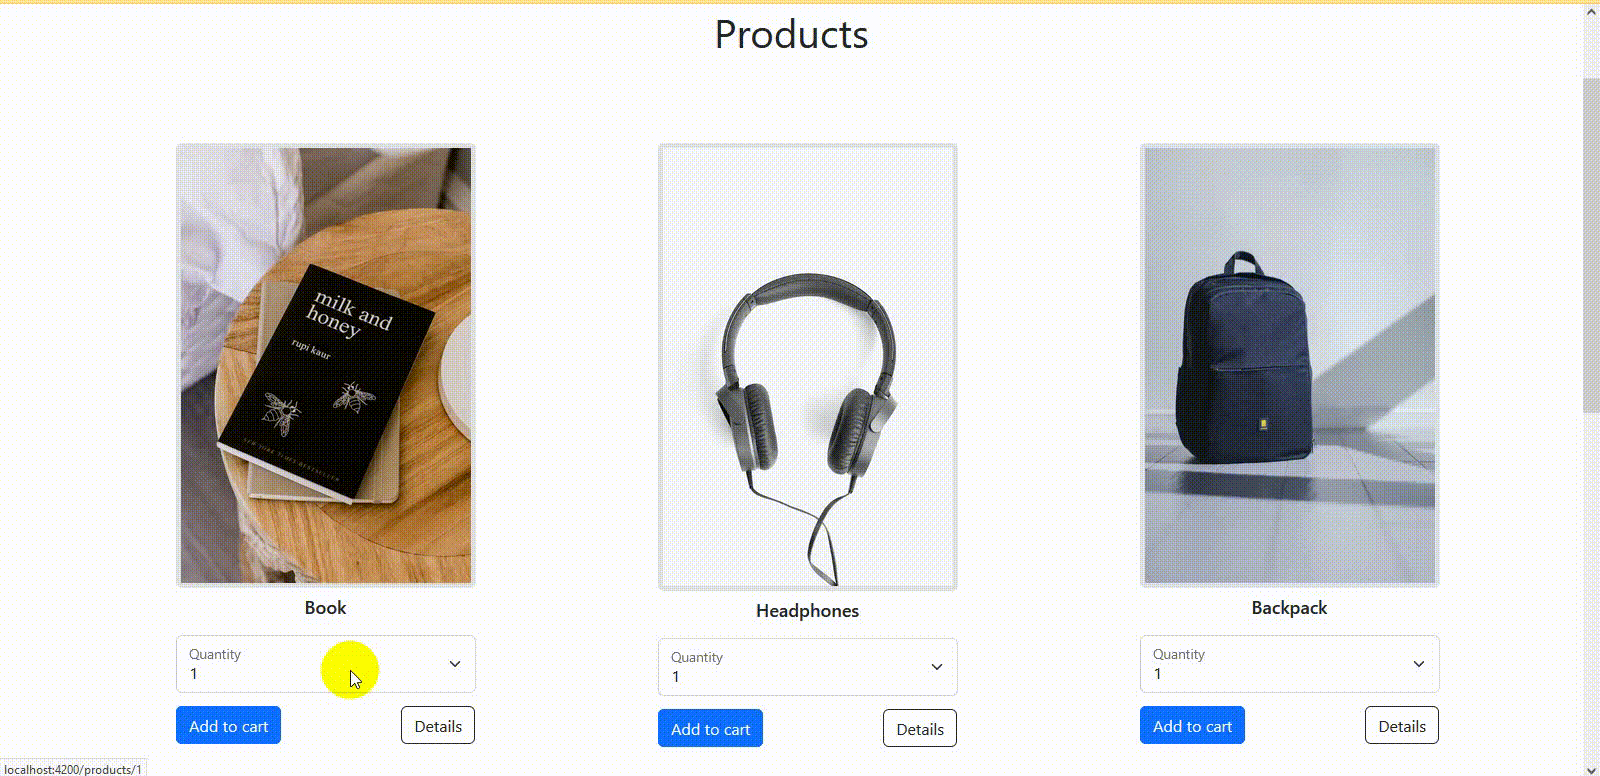 Products
milk and
honey
rupi kaur
NEW YORK TIMES BESTSELLER
Book
Headphones
Backpack
Quantity
1
Quantity
1
Quantity
1
Add to cart
Details
Add to cart
Details
Add to cart
Details
localhost:4200/products/1